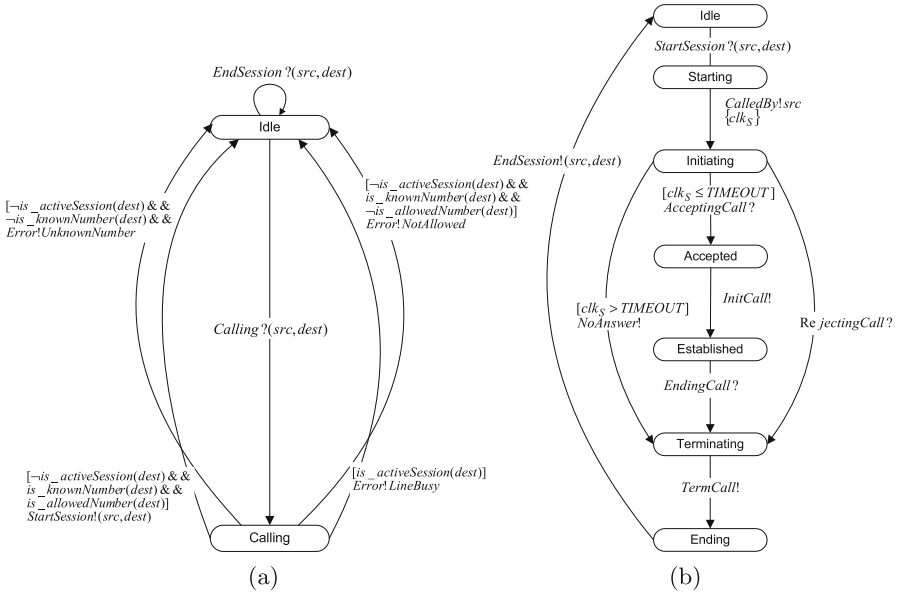 EndSession?(src,dest)
Idle
[¬is_activeSession(dest)&&
¬is_knownNumber(dest)&&
Error!UnknownNumber
[¬is_activeSession(dest)&&
is_knownNumber(dest)&&
¬is_allowedNumber(dest)]
Error!NotAllowed
Calling?(src,dest)
[¬is_activeSession(dest)&&
is_knownNumber(dest)&&
is_allowedNumber(dest)]
StartSession!(src,dest)
[is_activeSession(dest)]
Error!LineBusy
Calling
(a)
Idle
StartSession?(src,dest)
Starting
CalledBy!src
{clk_S}
EndSession!(src,dest)
Initiating
[clk_S ≤ TIMEOUT]
AcceptingCall?
Accepted
InitCall!
[clk_S > TIMEOUT]
NoAnswer!
Re jectingCall?
Established
EndingCall?
Terminating
TermCall!
Ending
(b)